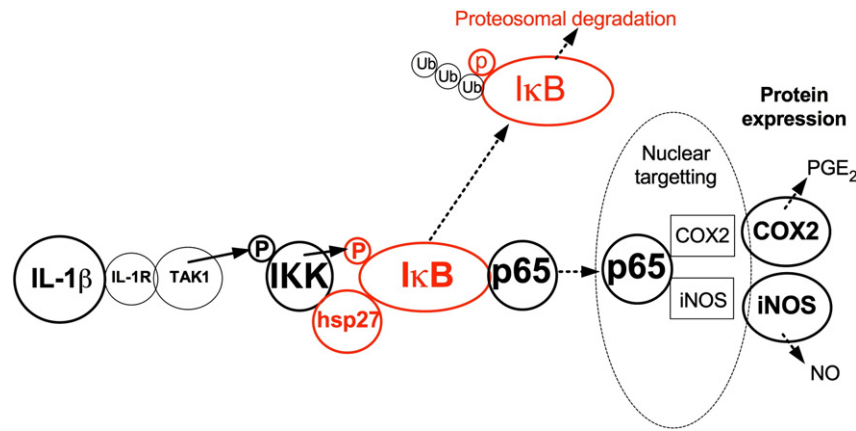 Proteosomal degradation
Ub
Ub
Ub
p
IκB
Protein
expression
Nuclear
targetting
PGE₂
COX2
COX2
P
P
IL-1β
IL-1R
TAK1
IKK
IκB
p65
p65
hsp27
iNOS
iNOS
NO